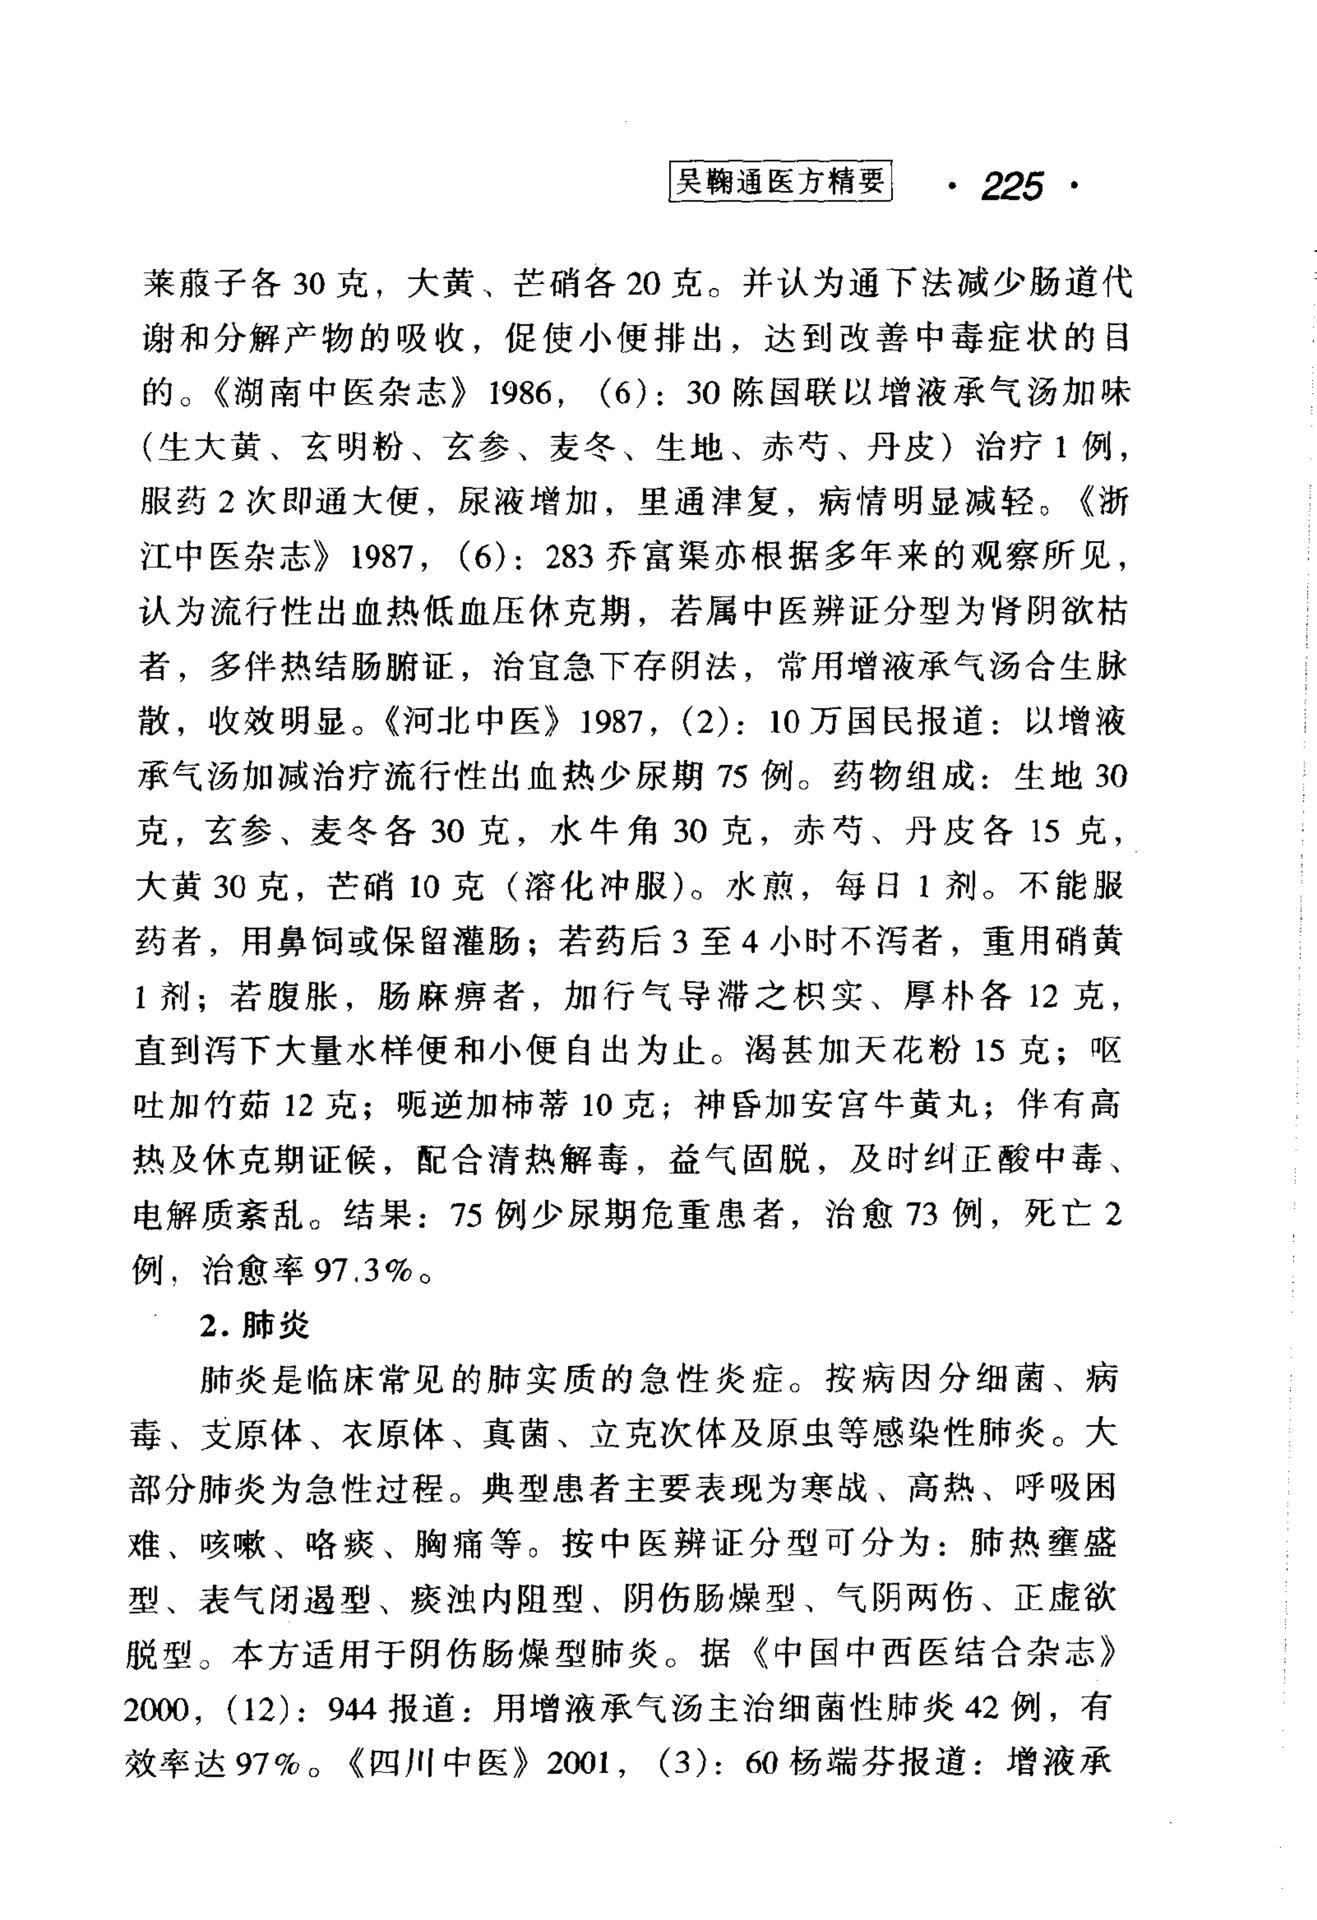 吴鞠通医方精要 · 225 ·
莱菔子各 30 克，大黄、芒硝各 20 克。并认为通下法减少肠道代
谢和分解产物的吸收，促使小便排出，达到改善中毒症状的目
的。《湖南中医杂志》1986，（6）：30 陈国联以增液承气汤加味
（生大黄、玄明粉、玄参、麦冬、生地、赤芍、丹皮）治疗 1 例，
服药 2 次即通大便，尿液增加，里通津复，病情明显减轻。《浙
江中医杂志》1987，（6）：283 乔富渠亦根据多年来的观察所见，
认为流行性出血热低血压休克期，若属中医辨证分型为肾阴欲枯
者，多伴热结肠腑证，治宜急下存阴法，常用增液承气汤合生脉
散，收效明显。《河北中医》1987，（2）：10 万国民报道：以增液
承气汤加减治疗流行性出血热少尿期 75 例。药物组成：生地 30
克，玄参、麦冬各 30 克，水牛角 30 克，赤芍、丹皮各 15 克，
大黄 30 克，芒硝 10 克（溶化冲服）。水煎，每日 1 剂。不能服
药者，用鼻饲或保留灌肠；若药后 3 至 4 小时不泻者，重用硝黄
1 剂；若腹胀，肠麻痹者，加行气导滞之枳实、厚朴各 12 克，
直到泻下大量水样便和小便自出为止。渴甚加天花粉 15 克；呕
吐加竹茹 12 克；呃逆加柿蒂 10 克；神昏加安宫牛黄丸；伴有高
热及休克期证候，配合清热解毒，益气固脱，及时纠正酸中毒、
电解质紊乱。结果：75 例少尿期危重患者，治愈 73 例，死亡 2
例，治愈率 97.3%。
2. 肺炎
肺炎是临床常见的肺实质的急性炎症。按病因分细菌、病
毒、支原体、衣原体、真菌、立克次体及原虫等感染性肺炎。大
部分肺炎为急性过程。典型患者主要表现为寒战、高热、呼吸困
难、咳嗽、咯痰、胸痛等。按中医辨证分型可分为：肺热壅盛
型、表气闭遏型、痰浊内阻型、阴伤肠燥型、气阴两伤、正虚欲
脱型。本方适用于阴伤肠燥型肺炎。据《中国中西医结合杂志》
2000，（12）：944 报道：用增液承气汤主治细菌性肺炎 42 例，有
效率达 97%。《四川中医》2001，（3）：60 杨端芬报道：增液承